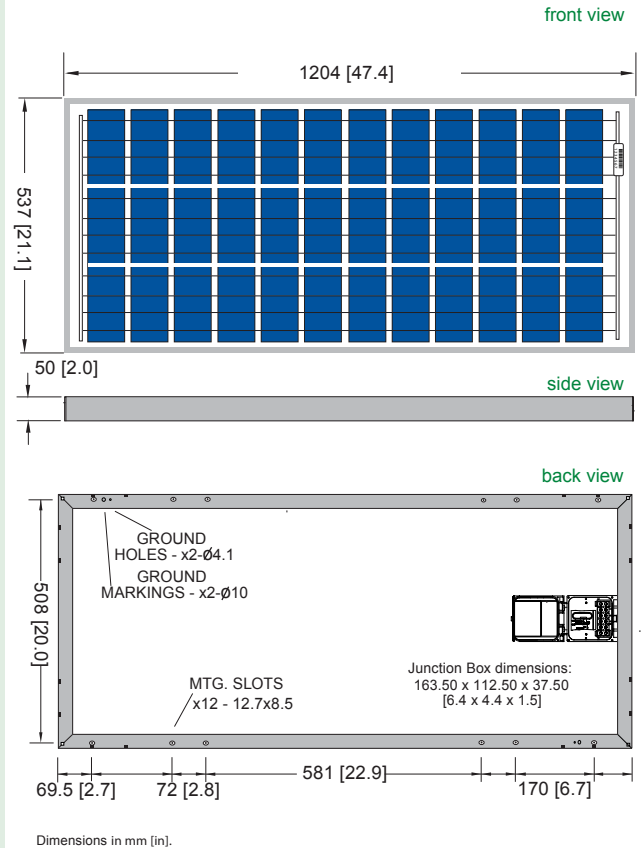 front view
1204 [47.4]
537 [21.1]
50 [2.0]
side view
back view
GROUND
HOLES - x2-Ø4.1
GROUND
MARKINGS - x2-Ø10
508 [20.0]
Junction Box dimensions:
163.50 x 112.50 x 37.50
[6.4 x 4.4 x 1.5]
MTG. SLOTS
x12 - 12.7x8.5
69.5 [2.7]
72 [2.8]
581 [22.9]
170 [6.7]
Dimensions in mm [in].